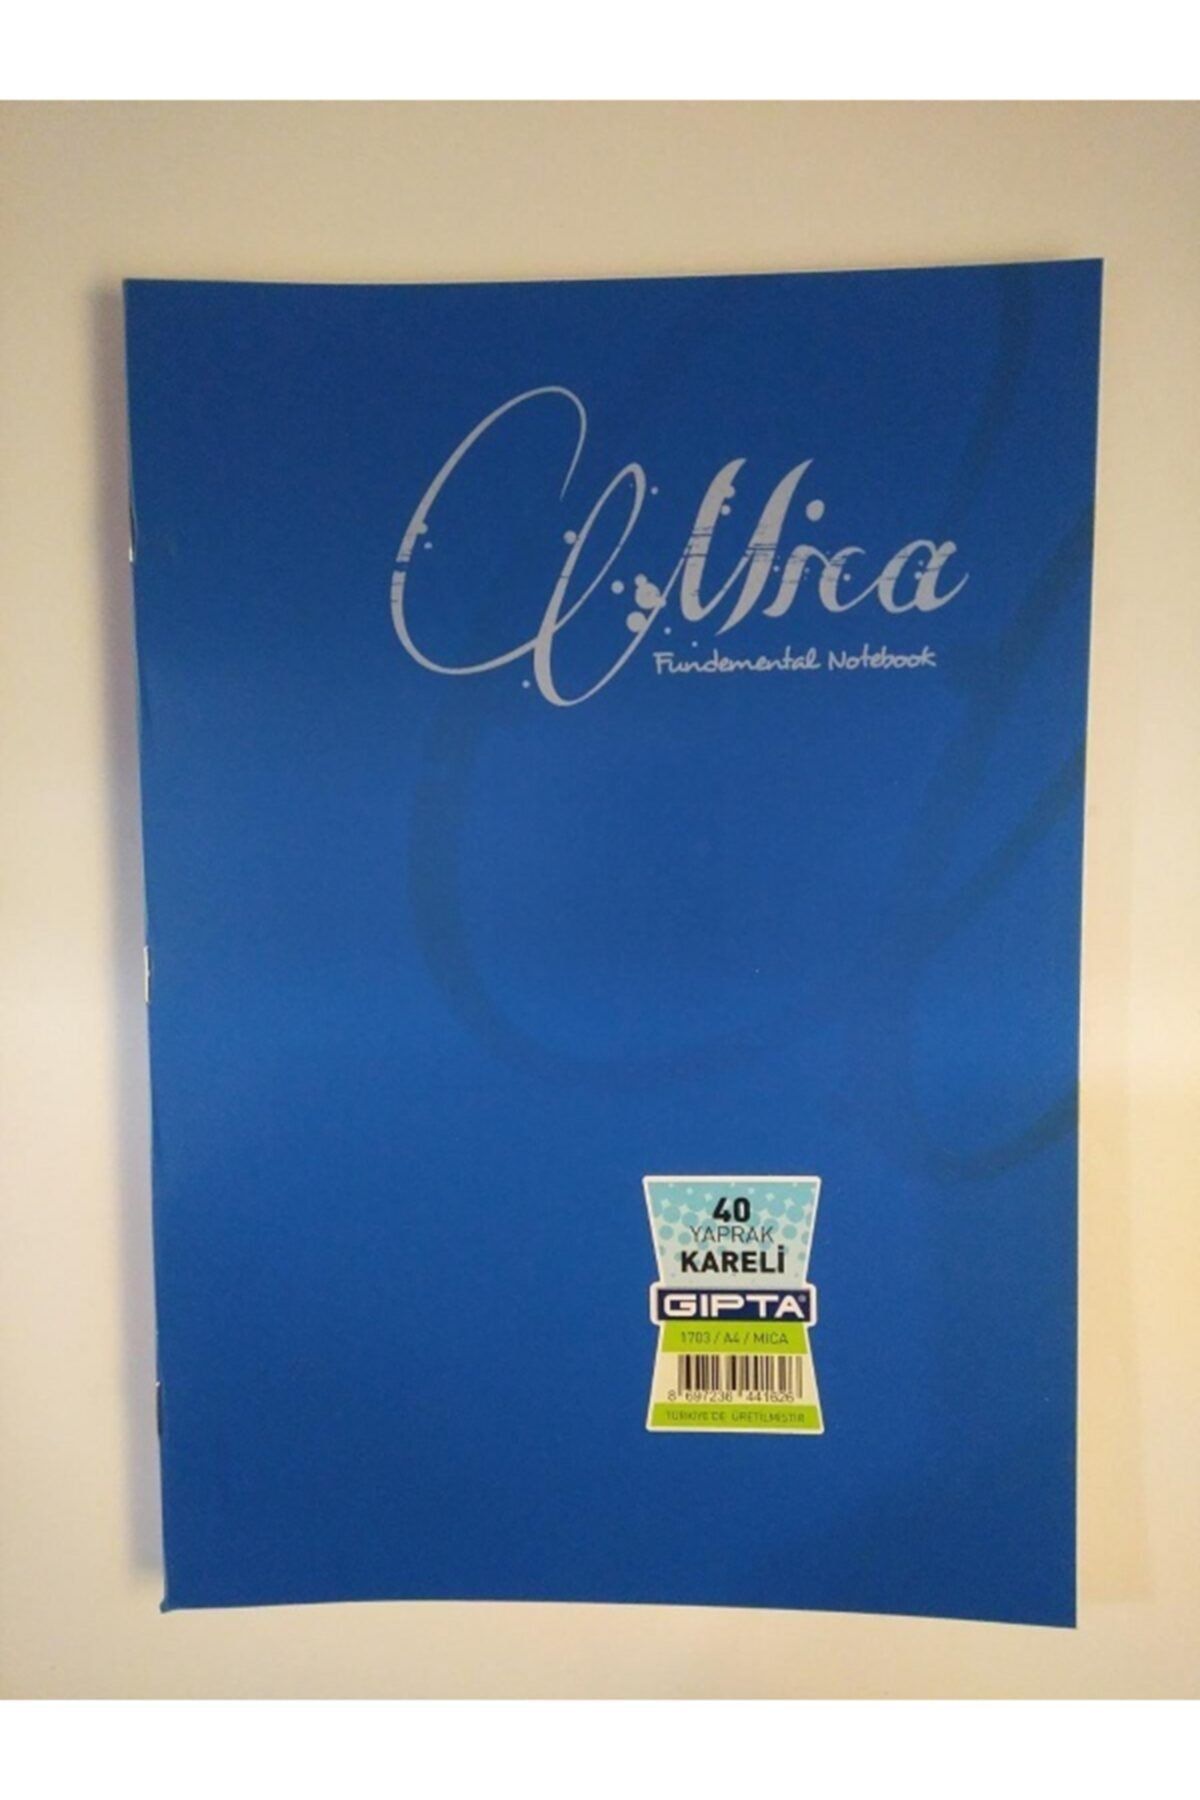 Mica
Fundemental Notebook
40
YAPRAK
KARELİ
GIPTA®
1703 / A4 / MICA
8 697236 441626
TÜRKİYE'DE ÜRETİLMİŞTİR